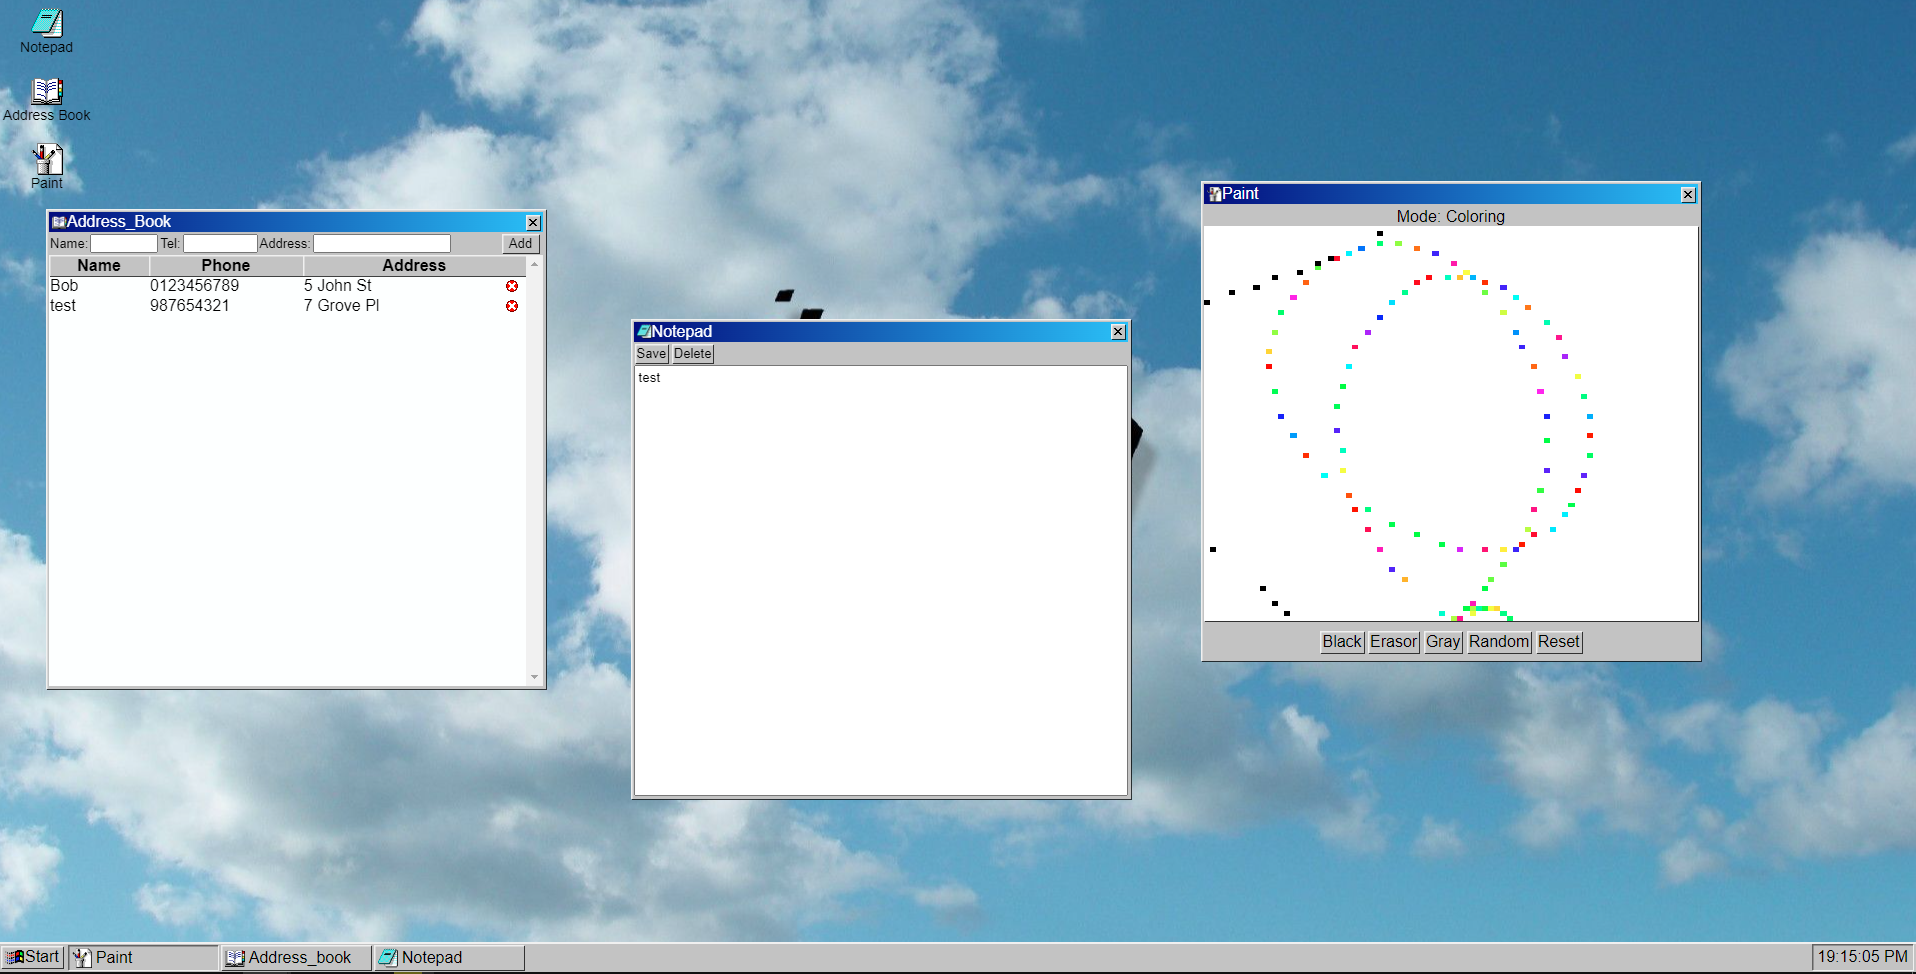 Notepad
Address Book
Paint
Address_Book
Name: Tel: Address: Add
Name Phone Address
Bob 0123456789 5 John St
test 987654321 7 Grove Pl
Notepad
Save Delete
test
Paint
Mode: Coloring
Black Erasor Gray Random Reset
Start Paint Address_book Notepad 19:15:05 PM